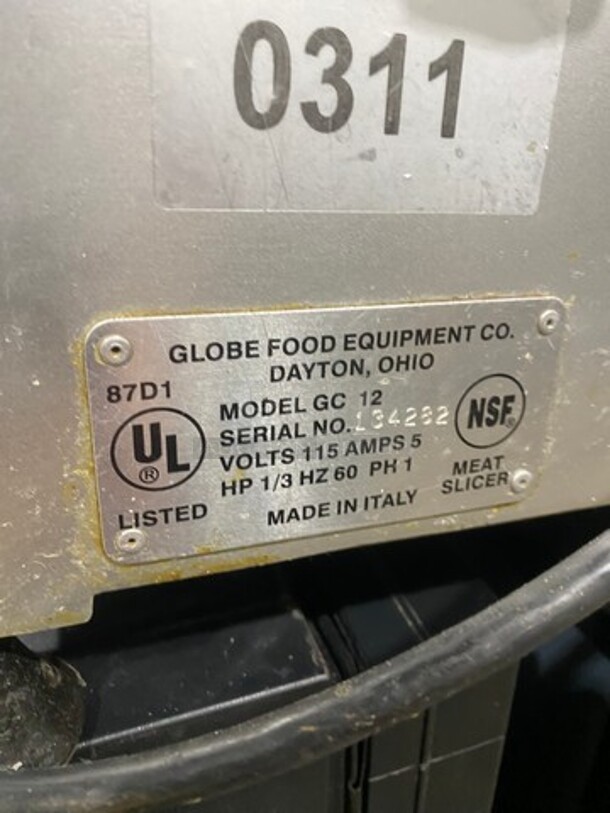 0311
GLOBE FOOD EQUIPMENT CO.
DAYTON, OHIO
87D1
MODEL GC 12
SERIAL NO. 134282
VOLTS 115 AMPS 5
HP 1/3 HZ 60 PH 1
UL
®
LISTED
MADE IN ITALY
NSF®
MEAT
SLICER